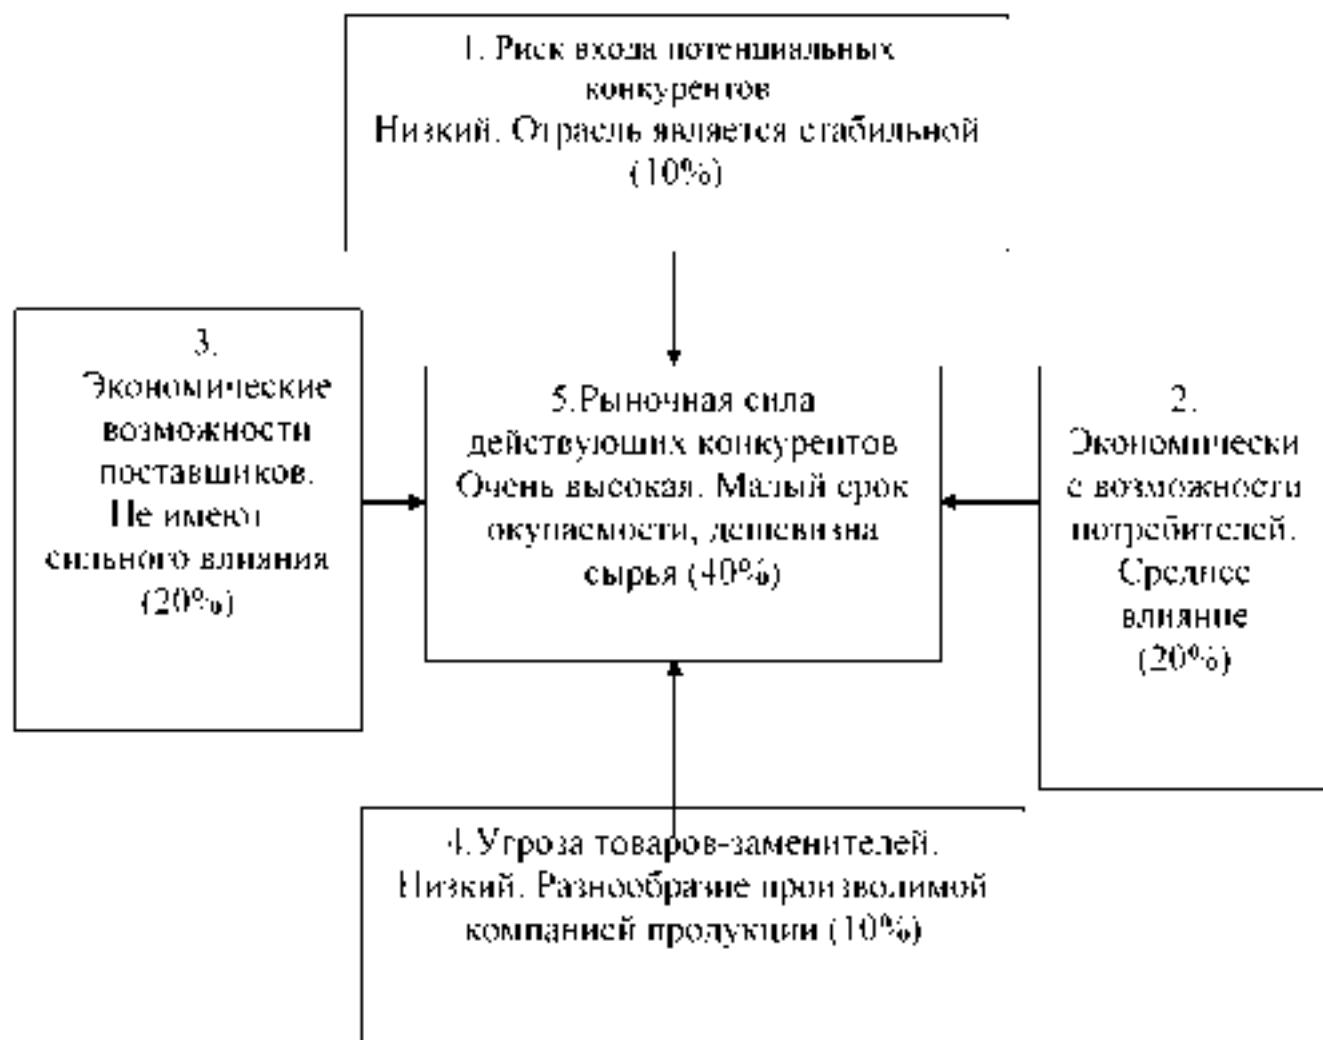 1. Риск входа потенциальных
конкурентов
Низкий. Отрасль является стабильной
(10%)
3.
Экономические
возможности
поставщиков.
Не имеют
сильного влияния
(20%)
5.Рыночная сила
действующих конкурентов
Очень высокая. Малый срок
окупаемости, дешевизна
сырья (40%)
2.
Экономически
е возможности
потребителей.
Среднее
влияние
(20%)
4.Угроза товаров-заменителей.
Низкий. Разнообразие производимой
компанией продукции (10%)